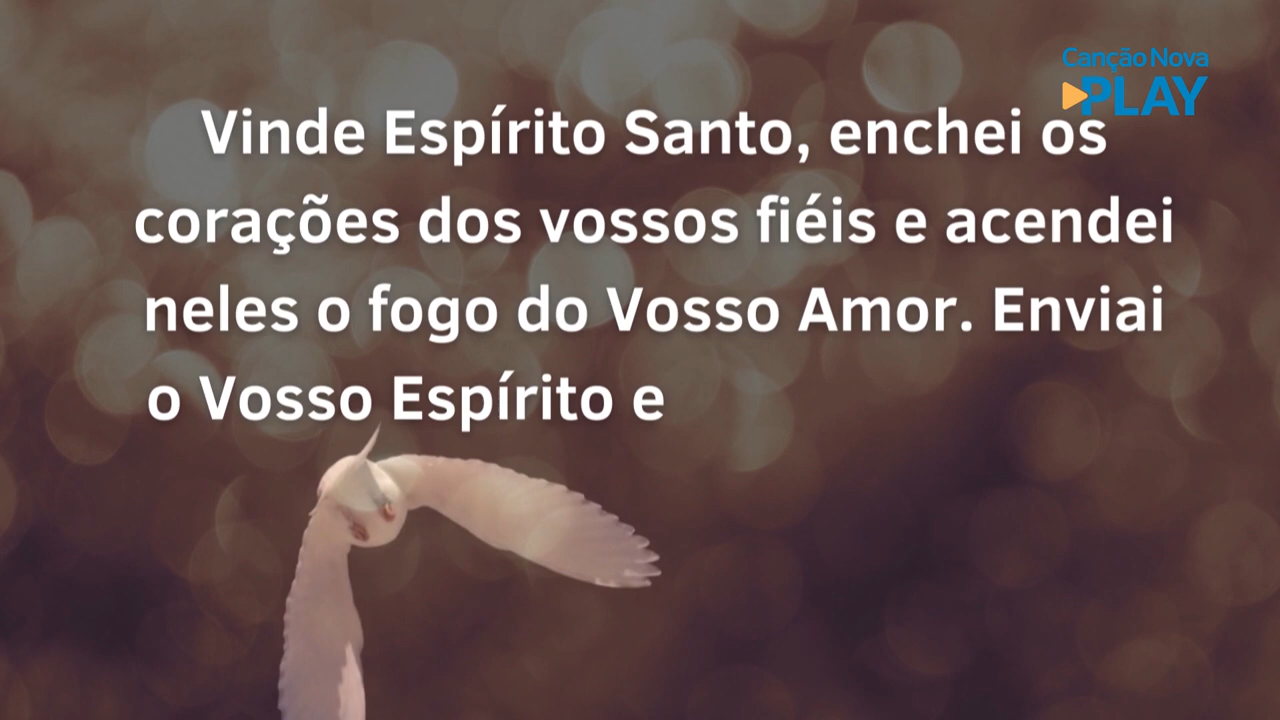 Canção Nova
PLAY
Vinde Espírito Santo, enchei os
corações dos vossos fiéis e acendei
neles o fogo do Vosso Amor. Enviai
o Vosso Espírito e